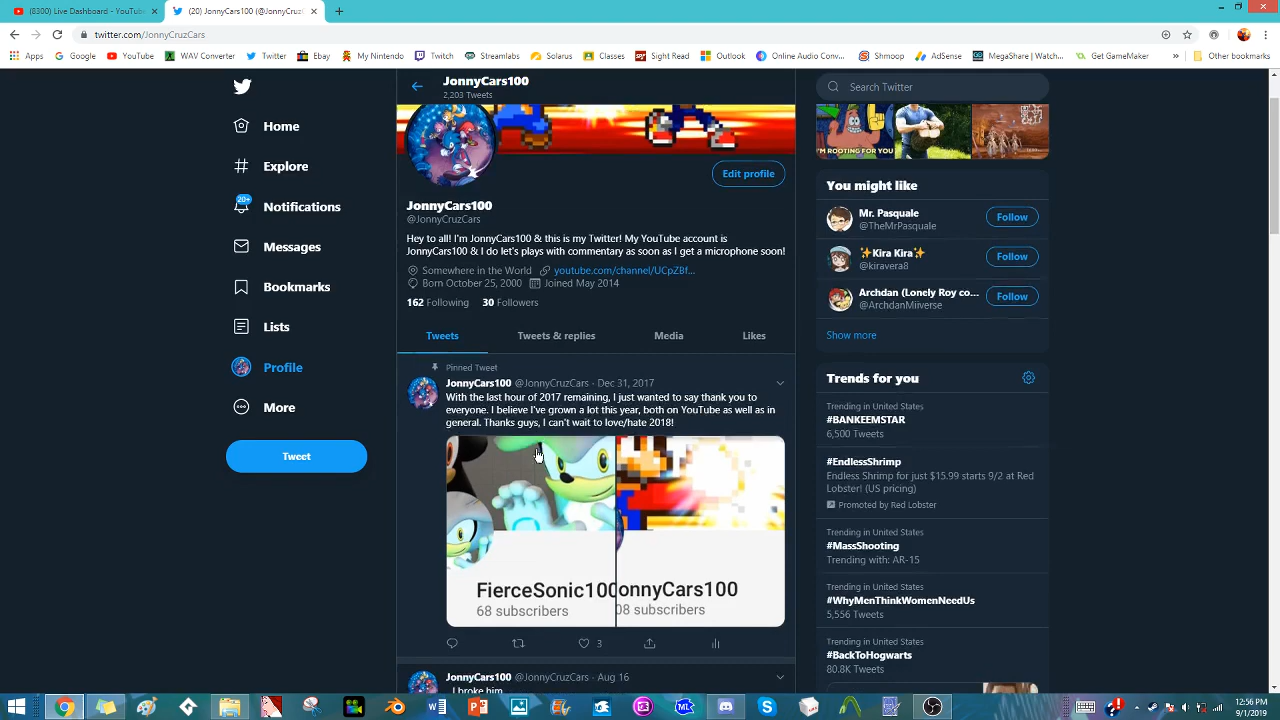 (8300) Live Dashboard - YouTube
(20) JonnyCars100 (@JonnyCruzCars
twitter.com/JonnyCruzCars
Apps Google YouTube WAV Converter Twitter Ebay My Nintendo Twitch Streamlabs Solarus Classes Sight Read Outlook Online Audio Conv... Shmoop AdSense MegaShare | Watch... Get GameMaker » Other bookmarks
JonnyCars100
2,203 Tweets
Search Twitter
Home
Explore
20+
Notifications
Messages
Bookmarks
Lists
Profile
More
Tweet
Edit profile
JonnyCars100
@JonnyCruzCars
Hey to all! I'm JonnyCars100 & this is my Twitter! My YouTube account is
JonnyCars100 & I do let's plays with commentary as soon as I get a microphone soon!
Somewhere in the World youtube.com/channel/UCpZBf...
Born October 25, 2000 Joined May 2014
162 Following 30 Followers
Tweets Tweets & replies Media Likes
Pinned Tweet
JonnyCars100 @JonnyCruzCars · Dec 31, 2017
With the last hour of 2017 remaining, I just wanted to say thank you to
everyone. I believe I've grown a lot this year, both on YouTube as well as in
general. Thanks guys, I can't wait to love/hate 2018!
FierceSonic100
68 subscribers
onnyCars100
08 subscribers
3
JonnyCars100 @JonnyCruzCars · Aug 16
I broke him
I'M ROOTING FOR YOU
You might like
Mr. Pasquale
@TheMrPasquale
Follow
✨Kira Kira✨
@kiravera8
Follow
Archdan (Lonely Roy co...
@ArchdanMiiverse
Follow
Show more
Trends for you
Trending in United States
#BANKEEMSTAR
6,500 Tweets
#EndlessShrimp
Endless Shrimp for just $15.99 starts 9/2 at Red
Lobster! (US pricing)
Promoted by Red Lobster
Trending in United States
#MassShooting
Trending with: AR-15
Trending in United States
#WhyMenThinkWomenNeedUs
5,556 Tweets
Trending in United States
#BackToHogwarts
80.8K Tweets
12:56 PM
9/1/2019